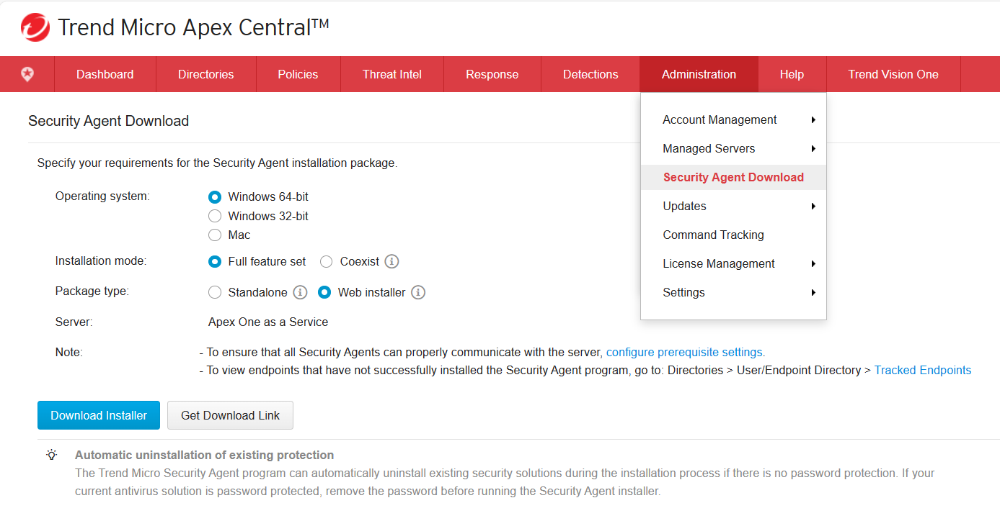 Trend Micro Apex Central™
Dashboard Directories Policies Threat Intel Response Detections Administration Help Trend Vision One
Account Management
Managed Servers
Security Agent Download
Updates
Command Tracking
License Management
Settings
Security Agent Download
Specify your requirements for the Security Agent installation package.
Operating system: Windows 64-bit
Windows 32-bit
Mac
Installation mode: Full feature set Coexist
Package type: Standalone Web installer
Server: Apex One as a Service
Note: - To ensure that all Security Agents can properly communicate with the server, configure prerequisite settings.
- To view endpoints that have not successfully installed the Security Agent program, go to: Directories > User/Endpoint Directory > Tracked Endpoints
Download Installer Get Download Link
Automatic uninstallation of existing protection
The Trend Micro Security Agent program can automatically uninstall existing security solutions during the installation process if there is no password protection. If your
current antivirus solution is password protected, remove the password before running the Security Agent installer.